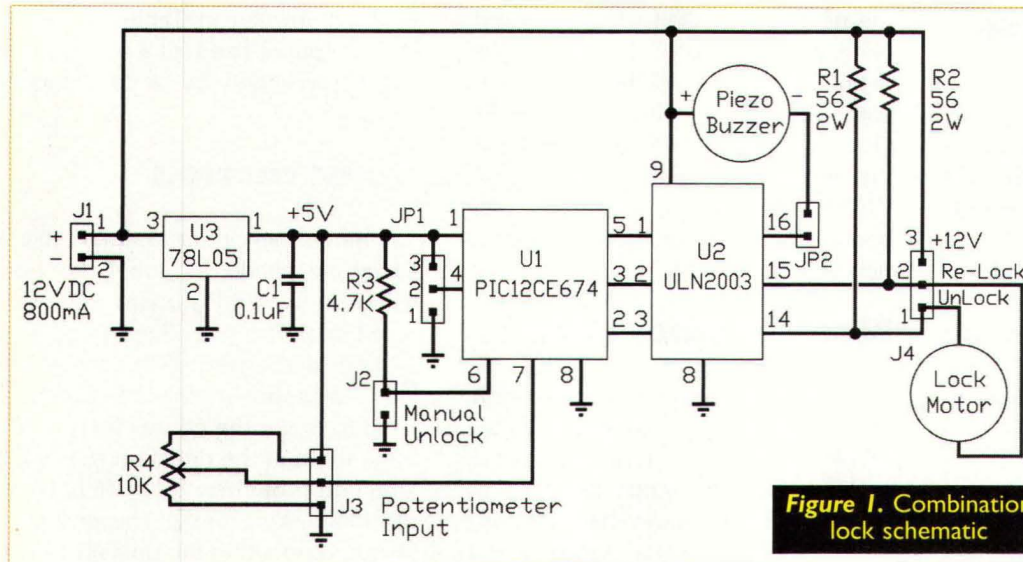 R1
56
2W
R2
56
2W
+ Piezo -
Buzzer
9
J1
+ 1
- 2
12VDC
800mA
3 U3 1
78L05
2
+5V
C1
0.1uF
JP1
R3
4.7K
3
2
1
4
1
U1
PIC12CE674
5 1
3 2
2 3
6 7 8
U2
ULN2003
16
15
14
8
JP2
3 +12V
2 Re-Lock
UnLock
1
J4
Lock
Motor
J2
Manual
Unlock
R4
10K
J3 Potentiometer
Input
Figure 1. Combination
lock schematic